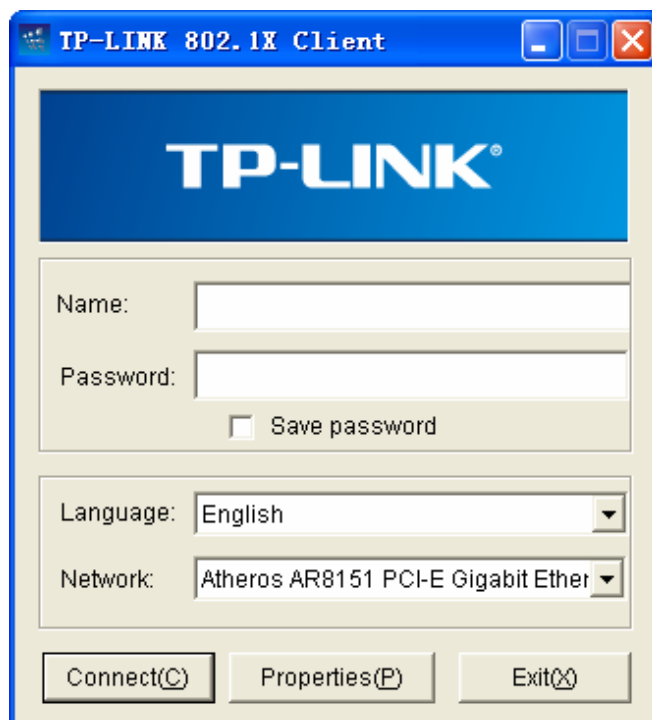 TP-LINK 802.1X Client
TP-LINK®
Name:
Password:
Save password
Language: English
Network: Atheros AR8151 PCI-E Gigabit Ether
Connect(C) Properties(P) Exit(X)